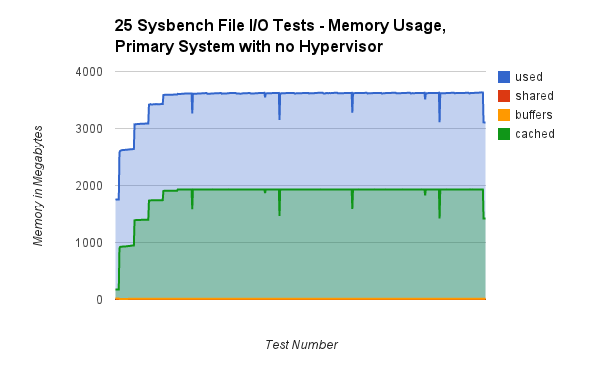 25 Sysbench File I/O Tests - Memory Usage,
Primary System with no Hypervisor
4000
3000
2000
1000
0
Memory in Megabytes
Test Number
used
shared
buffers
cached